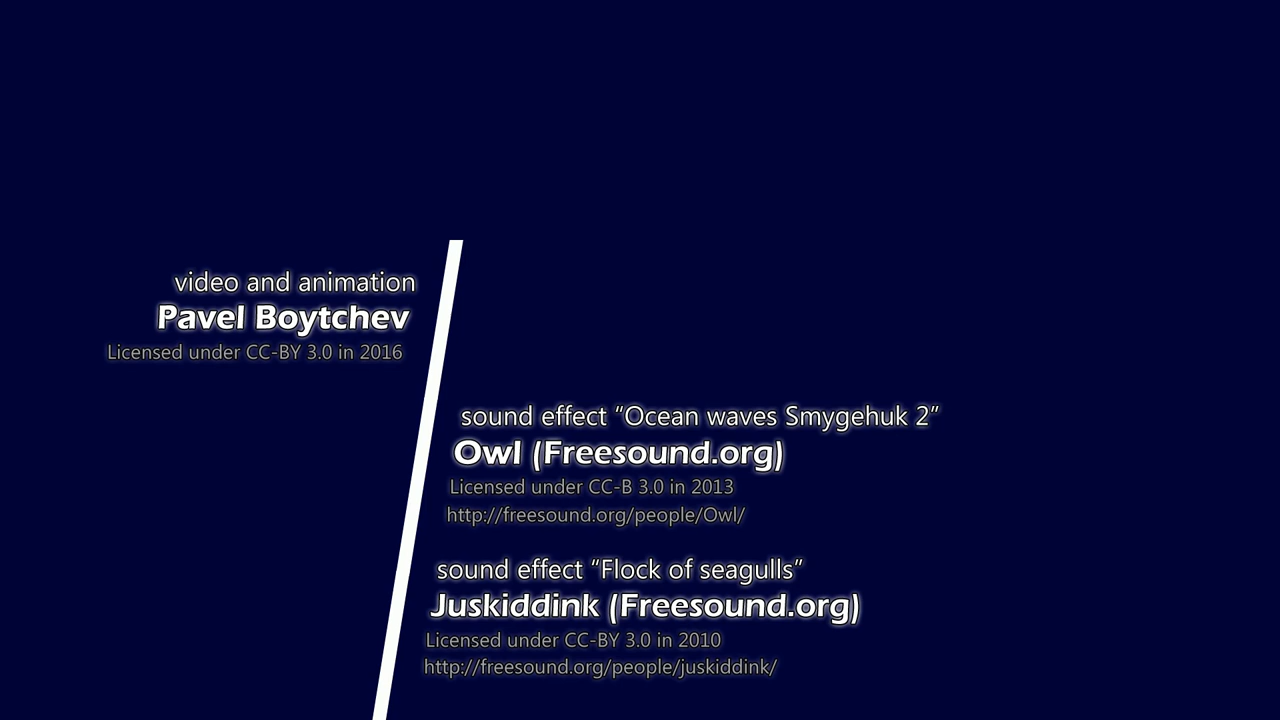 video and animation
Pavel Boytchev
Licensed under CC-BY 3.0 in 2016
sound effect “Ocean waves Smygehuk 2”
Owl (Freesound.org)
Licensed under CC-B 3.0 in 2013
http://freesound.org/people/Owl/
sound effect “Flock of seagulls”
Juskiddink (Freesound.org)
Licensed under CC-BY 3.0 in 2010
http://freesound.org/people/juskiddink/